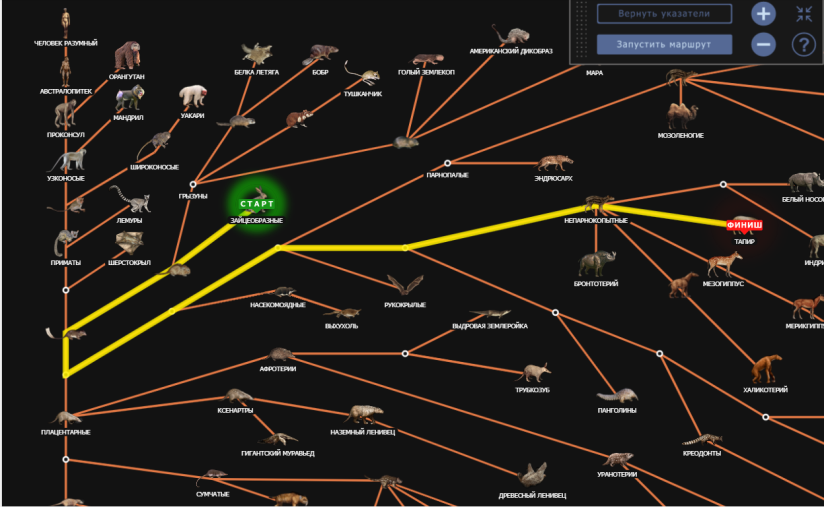 Вернуть указатели
Запустить маршрут
ЧЕЛОВЕК РАЗУМНЫЙ
АМЕРИКАНСКИЙ ДИКОБРАЗ
ОРАНГУТАН
БЕЛКА ЛЕТЯГА
БОБР
ГОЛЫЙ ЗЕМЛЕКОП
МАРА
АВСТРАЛОПИТЕК
ТУШКАНЧИК
МАНДРИЛ
УАКАРИ
ПРОКОНСУЛ
МОЗОЛЕНОГИЕ
ШИРОКОНОСЫЕ
УЗКОНОСЫЕ
ПАРНОПАЛЫЕ
ЭНДРЮСАРХ
ГРЫЗУНЫ
БЕЛЫЙ НОСО
СТАРТ
ЛЕМУРЫ
ЗАЙЦЕОБРАЗНЫЕ
НЕПАРНОКОПЫТНЫЕ
ФИНИШ
ТАПИР
ПРИМАТЫ
ШЕРСТОКРЫЛ
ИНДРИ
БРОНТОТЕРИЙ
МЕЗОГИППУС
НАСЕКОМОЯДНЫЕ
РУКОКРЫЛЫЕ
ВЫХУХОЛЬ
ВЫДРОВАЯ ЗЕМЛЕРОЙКА
МЕРИКГИПП
АФРОТЕРИИ
ТРУБКОЗУБ
ХАЛИКОТЕРИЙ
КСЕНАРТРЫ
ПАНГОЛИНЫ
ПЛАЦЕНТАРНЫЕ
НАЗЕМНЫЙ ЛЕНИВЕЦ
ГИГАНТСКИЙ МУРАВЬЕД
КРЕОДОНТЫ
УРАНОТЕРИИ
СУМЧАТЫЕ
ДРЕВЕСНЫЙ ЛЕНИВЕЦ